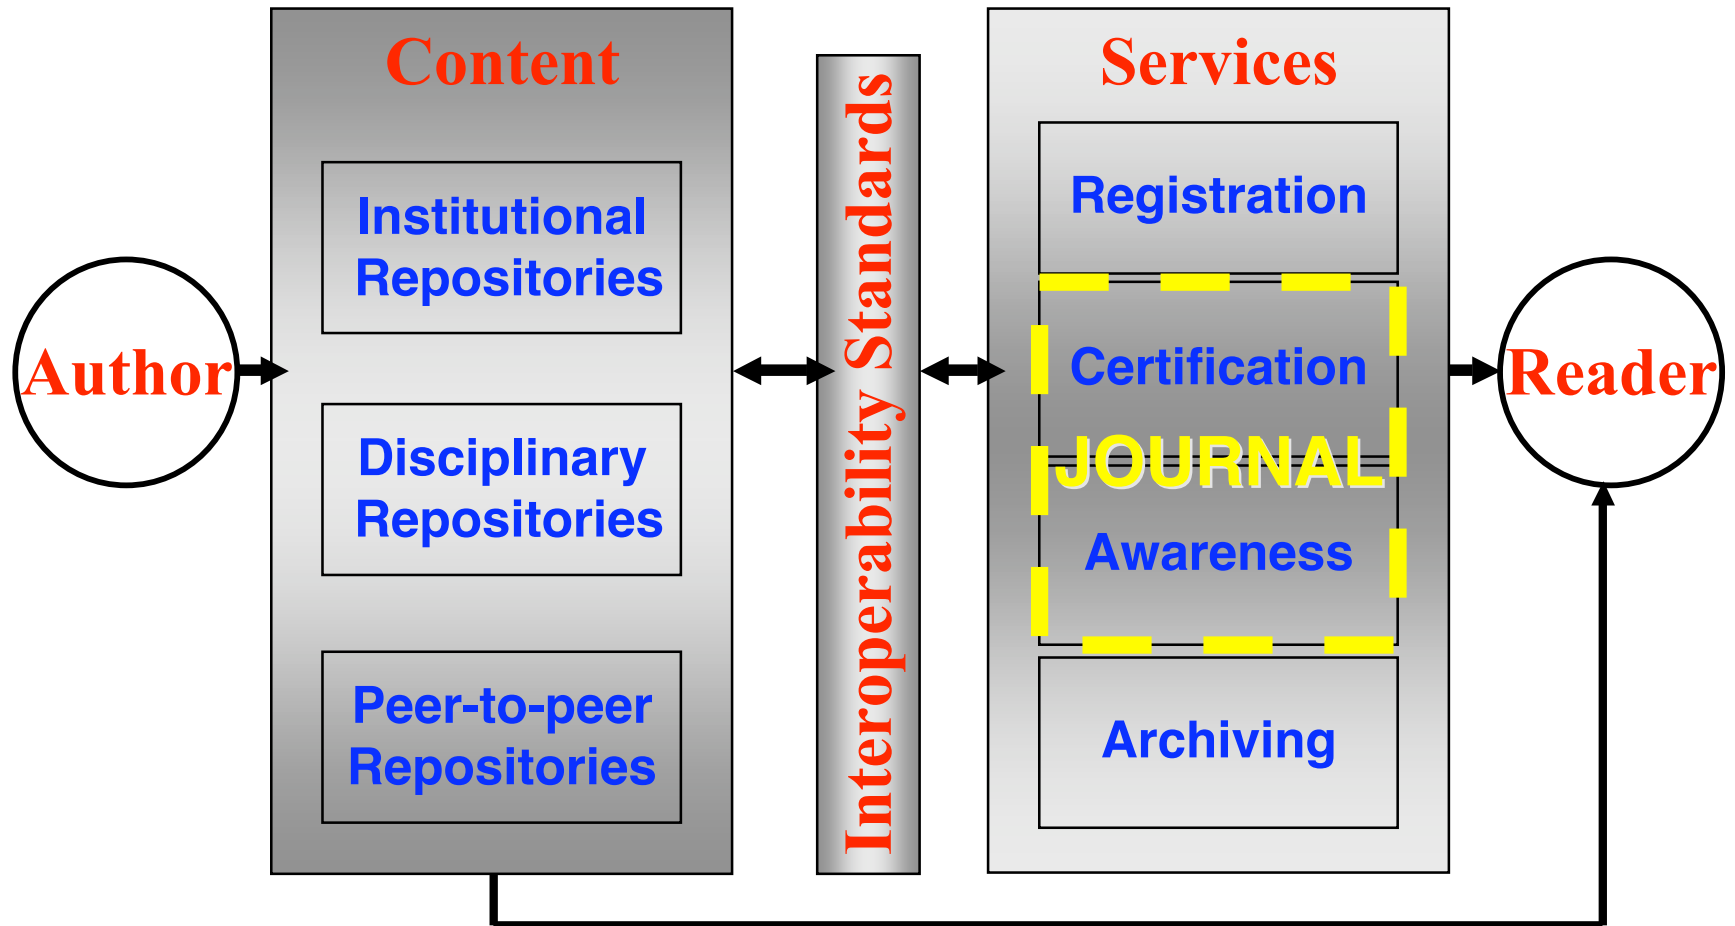 Content
Services
Interoperability Standards
Author
Reader
Institutional
Repositories
Disciplinary
Repositories
Peer-to-peer
Repositories
Registration
Certification
JOURNAL
Awareness
Archiving